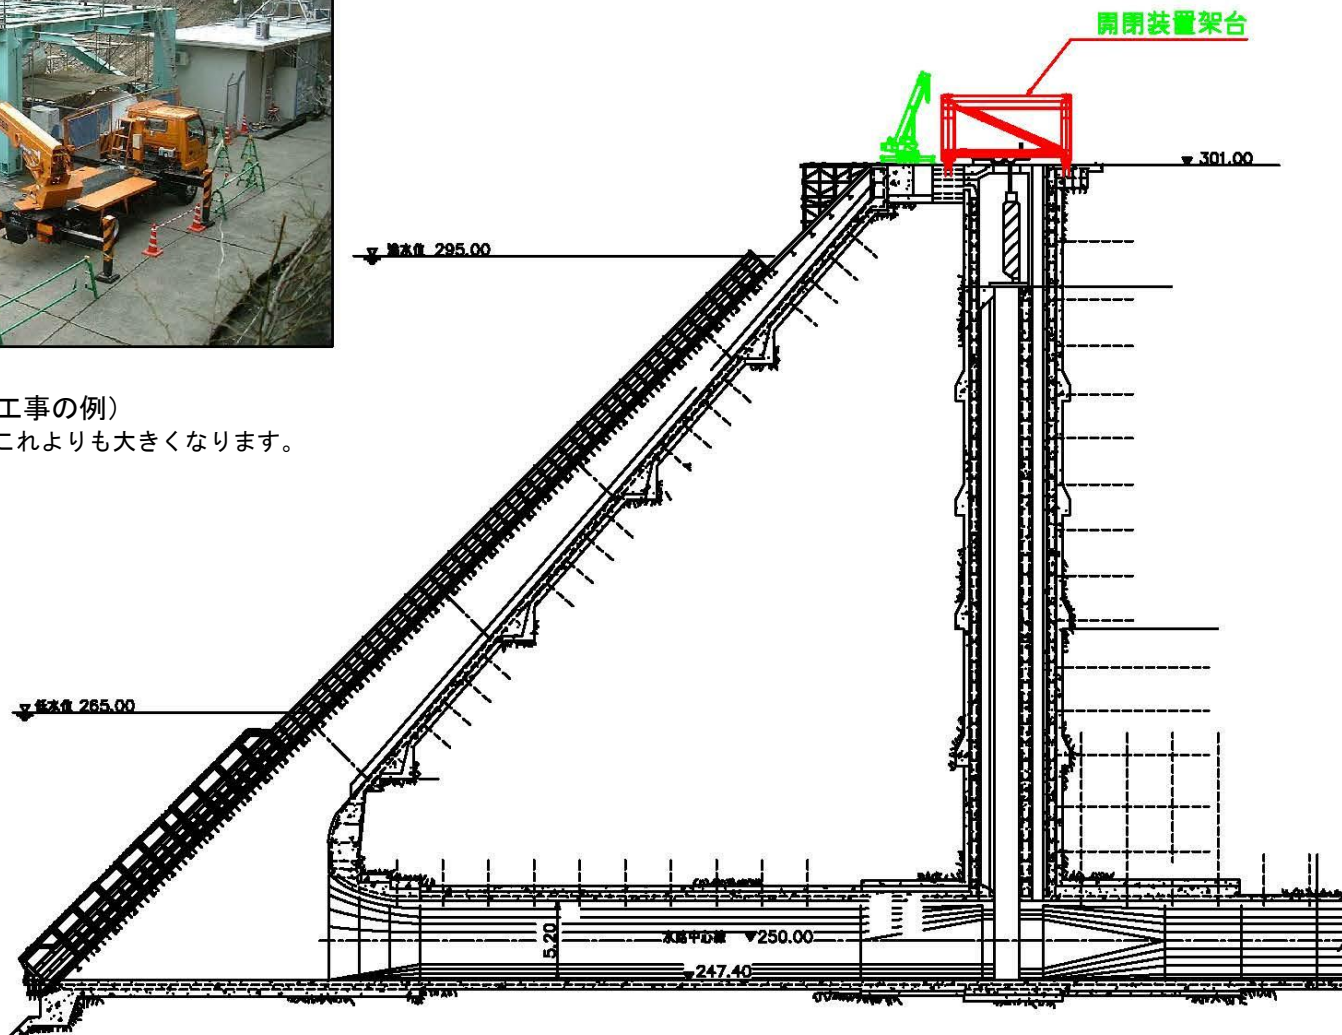 開閉装置架台
▼ 301.00
満水位 295.00
工事の例）
これよりも大きくなります。
低水位 265.00
5.20
水路中心線 ▼250.00
▼247.40